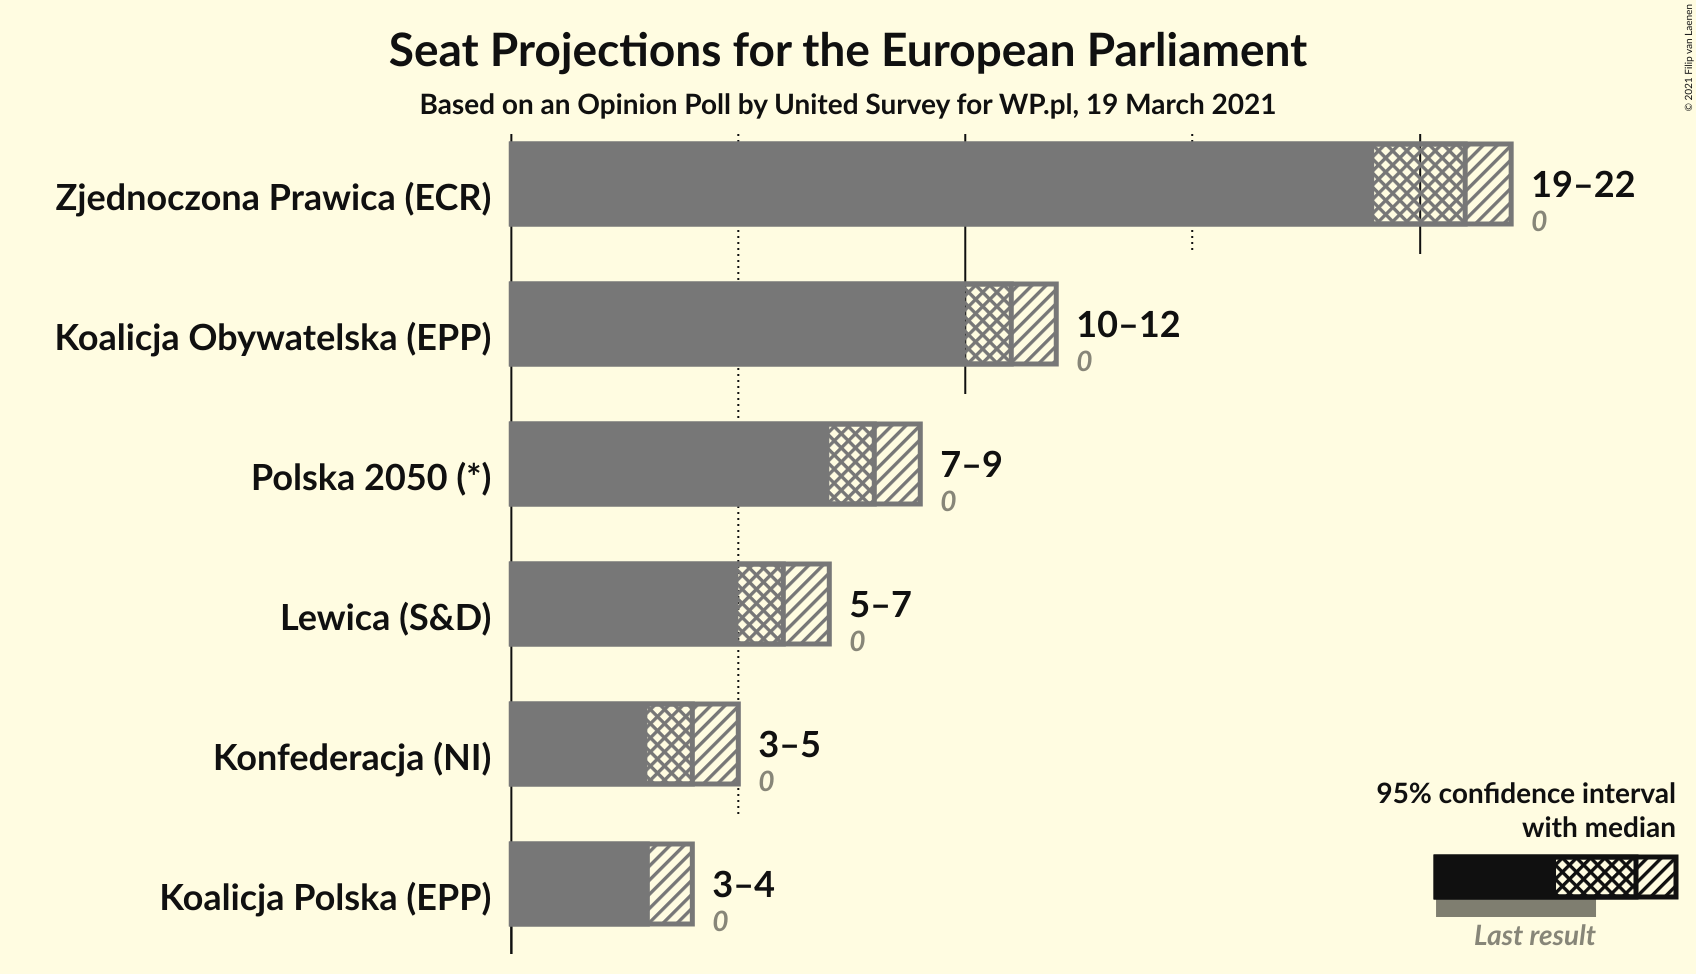 Seat Projections for the European Parliament
Based on an Opinion Poll by United Survey for WP.pl, 19 March 2021
© 2021 Filip van Laenen
Zjednoczona Prawica (ECR)
19–22
0
Koalicja Obywatelska (EPP)
10–12
0
Polska 2050 (*)
7–9
0
Lewica (S&D)
5–7
0
Konfederacja (NI)
3–5
0
Koalicja Polska (EPP)
3–4
0
95% confidence interval
with median
Last result